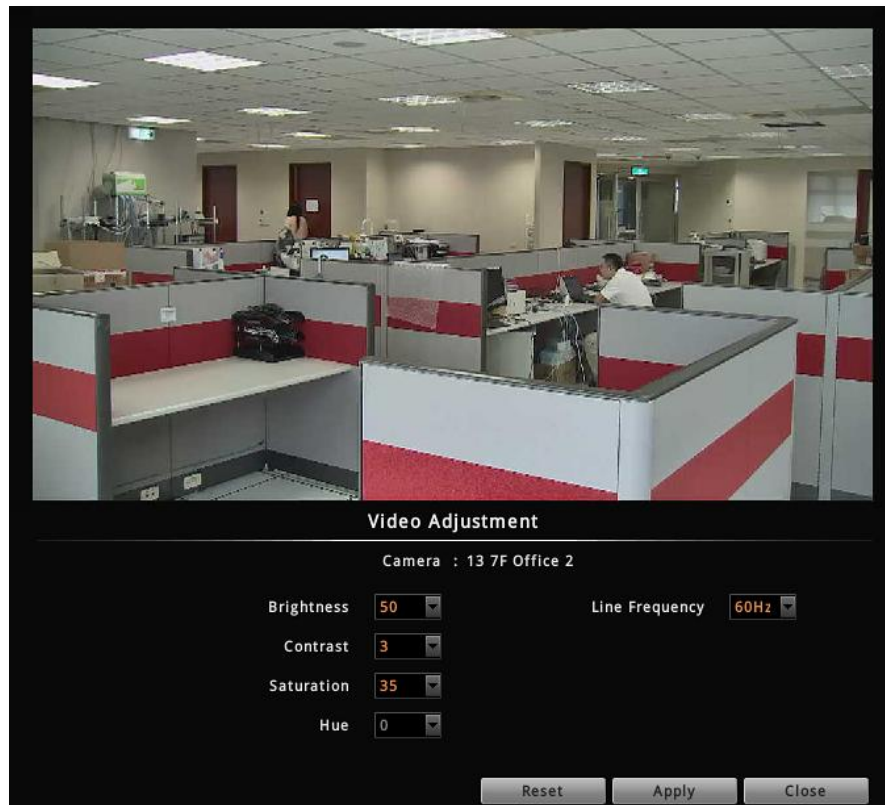 Video Adjustment
Camera : 13 7F Office 2
Brightness 50 Line Frequency 60Hz
Contrast 3
Saturation 35
Hue 0
Reset Apply Close